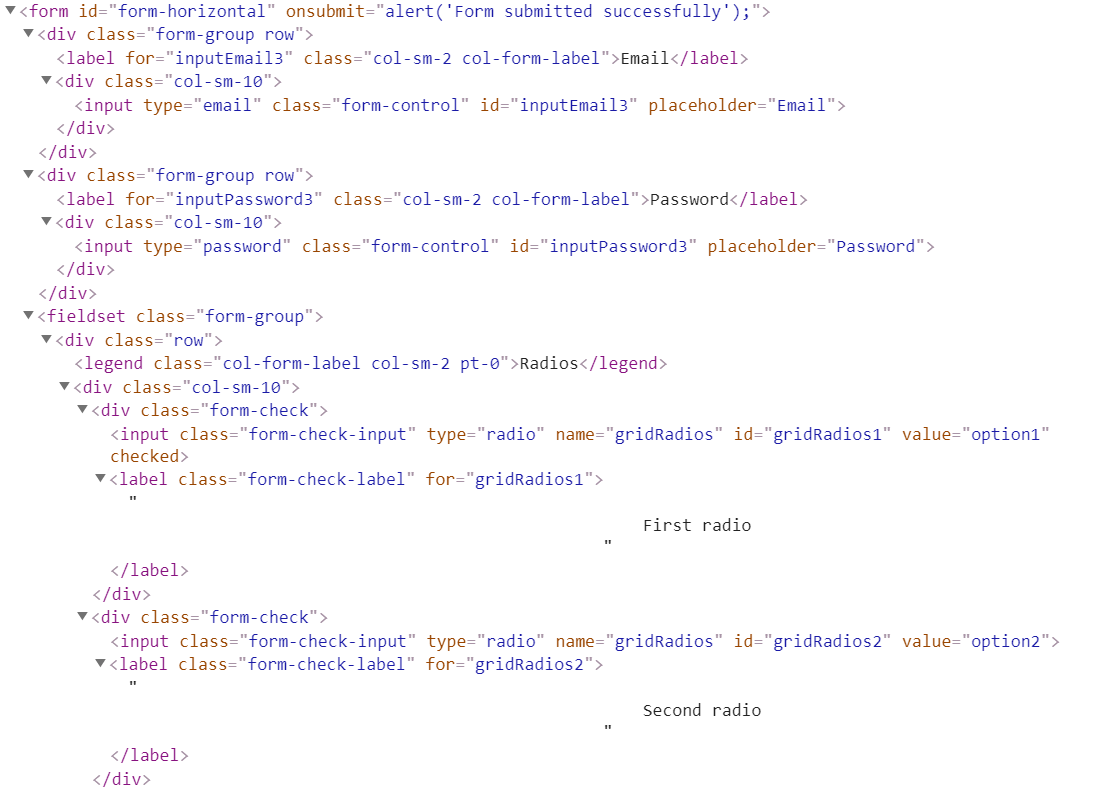 ▼<form id="form-horizontal" onsubmit="alert('Form submitted successfully');">
▼<div class="form-group row">
<label for="inputEmail3" class="col-sm-2 col-form-label">Email</label>
▼<div class="col-sm-10">
<input type="email" class="form-control" id="inputEmail3" placeholder="Email">
</div>
</div>
▼<div class="form-group row">
<label for="inputPassword3" class="col-sm-2 col-form-label">Password</label>
▼<div class="col-sm-10">
<input type="password" class="form-control" id="inputPassword3" placeholder="Password">
</div>
</div>
▼<fieldset class="form-group">
▼<div class="row">
<legend class="col-form-label col-sm-2 pt-0">Radios</legend>
▼<div class="col-sm-10">
▼<div class="form-check">
<input class="form-check-input" type="radio" name="gridRadios" id="gridRadios1" value="option1"
checked>
▼<label class="form-check-label" for="gridRadios1">
"
First radio
"
</label>
</div>
▼<div class="form-check">
<input class="form-check-input" type="radio" name="gridRadios" id="gridRadios2" value="option2">
▼<label class="form-check-label" for="gridRadios2">
"
Second radio
"
</label>
</div>